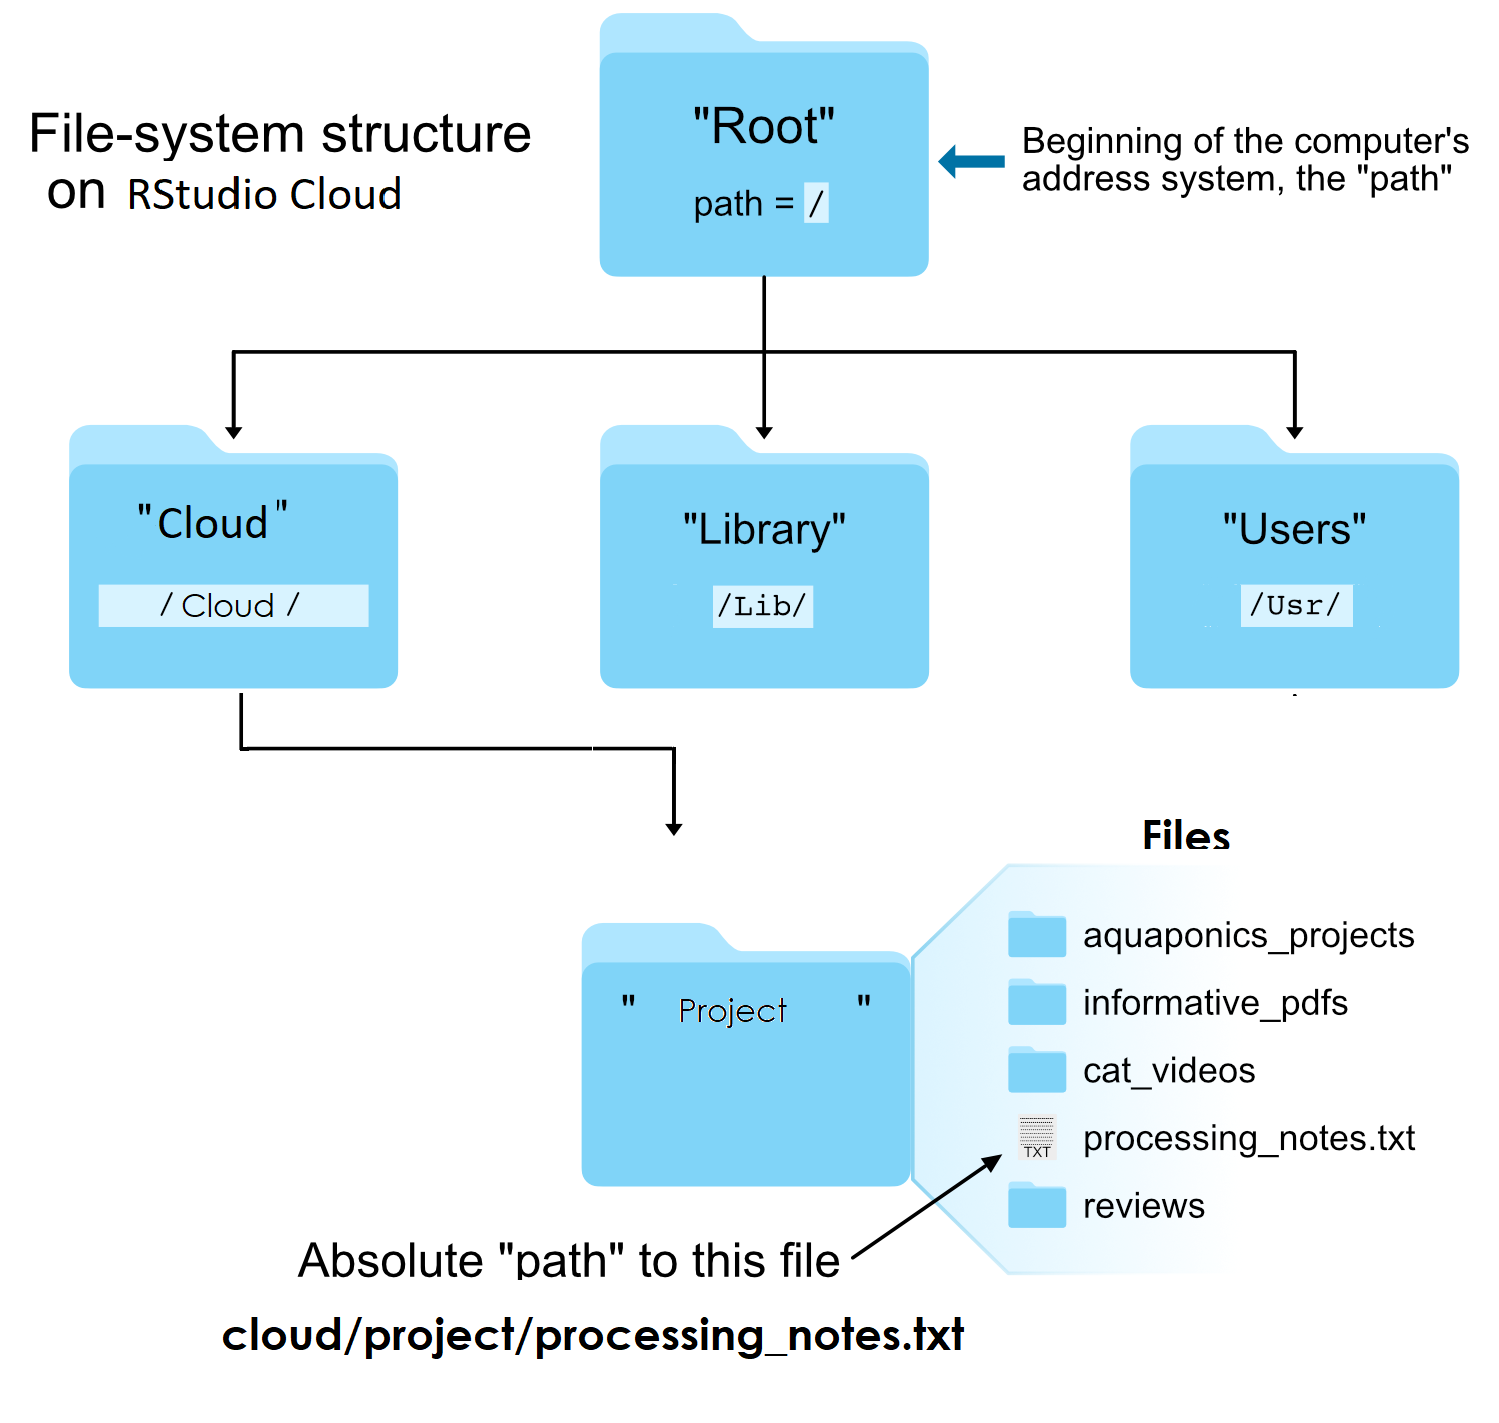 File-system structure
on RStudio Cloud
"Root"
path = /
Beginning of the computer's
address system, the "path"
"Cloud"
/ Cloud /
"Library"
/Lib/
"Users"
/Usr/
Files
" Project "
aquaponics_projects
informative_pdfs
cat_videos
TXT
processing_notes.txt
reviews
Absolute "path" to this file
cloud/project/processing_notes.txt